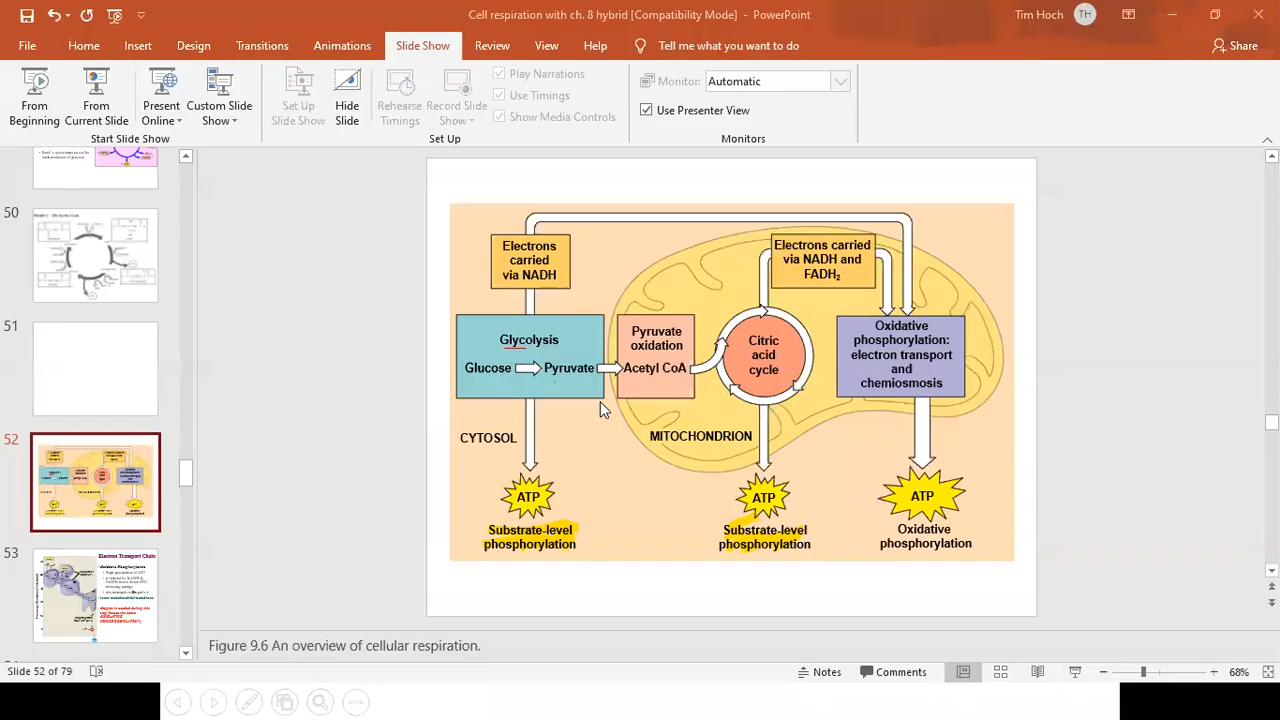 Cell respiration with ch. 8 hybrid [Compatibility Mode] - PowerPoint
Tim Hoch
TH
File
Home
Insert
Design
Transitions
Animations
Slide Show
Review
View
Help
Tell me what you want to do
Share
From Beginning
From Current Slide
Present Online
Custom Slide Show
Start Slide Show
Set Up Slide Show
Hide Slide
Rehearse Timings
Record Slide Show
Play Narrations
Use Timings
Show Media Controls
Set Up
Monitor:
Automatic
Use Presenter View
Monitors
50
51
52
53
Electron Transport Chain
Electrons
carried
via NADH
Electrons carried
via NADH and
FADH2
Glycolysis
Glucose
Pyruvate
Pyruvate
oxidation
Acetyl CoA
Citric
acid
cycle
Oxidative
phosphorylation:
electron transport
and
chemiosmosis
CYTOSOL
MITOCHONDRION
ATP
ATP
ATP
Substrate-level
phosphorylation
Substrate-level
phosphorylation
Oxidative
phosphorylation
Figure 9.6 An overview of cellular respiration.
Slide 52 of 79
Notes
Comments
68%